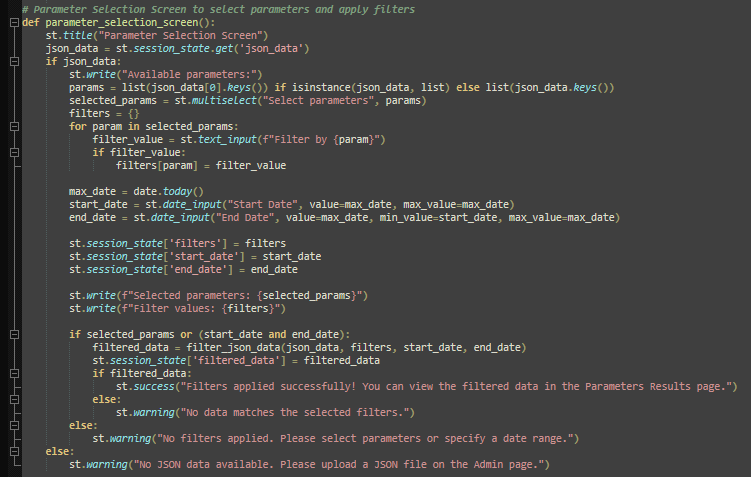 # Parameter Selection Screen to select parameters and apply filters
def parameter_selection_screen():
    st.title("Parameter Selection Screen")
    json_data = st.session_state.get('json_data')
    if json_data:
        st.write("Available parameters:")
        params = list(json_data[0].keys()) if isinstance(json_data, list) else list(json_data.keys())
        selected_params = st.multiselect("Select parameters", params)
        filters = {}
        for param in selected_params:
            filter_value = st.text_input(f"Filter by {param}")
            if filter_value:
                filters[param] = filter_value

        max_date = date.today()
        start_date = st.date_input("Start Date", value=max_date, max_value=max_date)
        end_date = st.date_input("End Date", value=max_date, min_value=start_date, max_value=max_date)

        st.session_state['filters'] = filters
        st.session_state['start_date'] = start_date
        st.session_state['end_date'] = end_date

        st.write(f"Selected parameters: {selected_params}")
        st.write(f"Filter values: {filters}")

        if selected_params or (start_date and end_date):
            filtered_data = filter_json_data(json_data, filters, start_date, end_date)
            st.session_state['filtered_data'] = filtered_data
            if filtered_data:
                st.success("Filters applied successfully! You can view the filtered data in the Parameters Results page.")
            else:
                st.warning("No data matches the selected filters.")
        else:
            st.warning("No filters applied. Please select parameters or specify a date range.")
    else:
        st.warning("No JSON data available. Please upload a JSON file on the Admin page.")